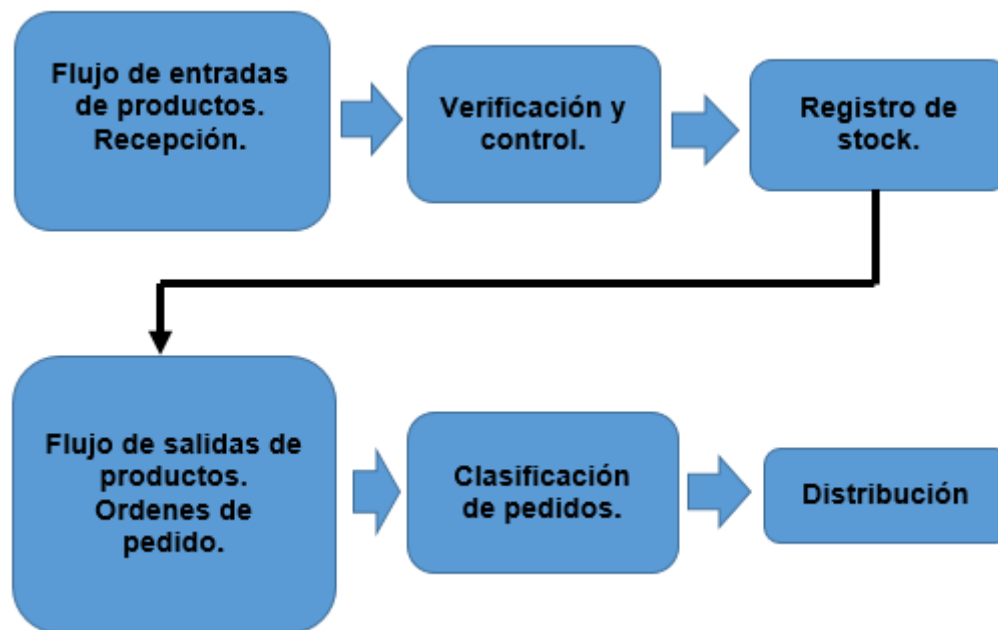 Flujo de entradas
de productos.
Recepción.
Verificación y
control.
Registro de
stock.
Flujo de salidas de
productos.
Ordenes de
pedido.
Clasificación
de pedidos.
Distribución